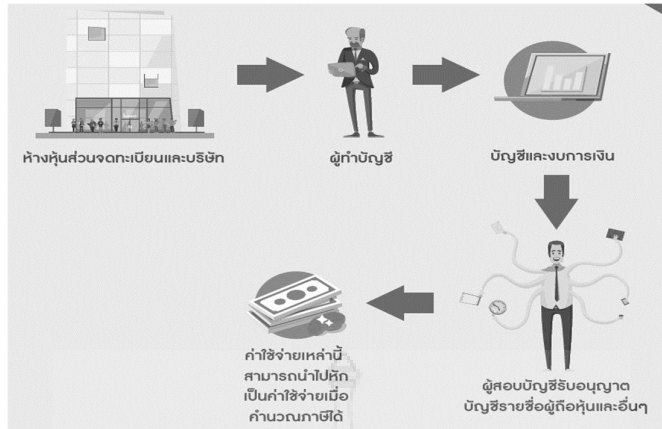 ห้างหุ้นส่วนจดทะเบียนและบริษัท
ผู้ทำบัญชี
บัญชีและงบการเงิน
ผู้สอบบัญชีรับอนุญาต
บัญชีรายชื่อผู้ถือหุ้นและอื่นๆ
ค่าใช้จ่ายเหล่านี้
สามารถนำไปหัก
เป็นค่าใช้จ่ายเมื่อ
คำนวณภาษีได้